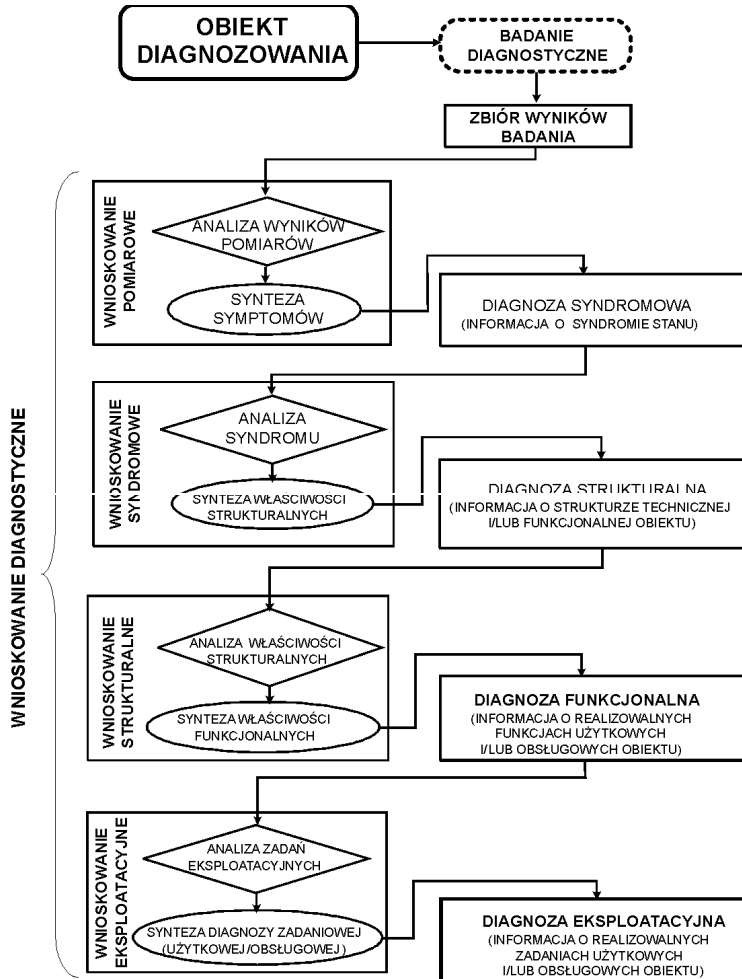 OBIEKT
DIAGNOZOWANIA
BADANIE
DIAGNOSTYCZNE
ZBIÓR WYNIKÓW
BADANIA
WNIOSKOWANIE DIAGNOSTYCZNE
WNIOSKOWANIE
POMIAROWE
ANALIZA WYNIKÓW
POMIARÓW
SYNTEZA
SYMPTOMÓW
DIAGNOZA SYNDROMOWA
(INFORMACJA O SYNDROMIE STANU)
WNIOSKOWANIE
SYNDROMOWE
ANALIZA
SYNDROMU
SYNTEZA WŁAŚCIWOŚCI
STRUKTURALNYCH
DIAGNOZA STRUKTURALNA
(INFORMACJA O STRUKTURZE TECHNICZNEJ
I/LUB FUNKCJONALNEJ OBIEKTU)
WNIOSKOWANIE
STRUKTURALNE
ANALIZA WŁAŚCIWOŚCI
STRUKTURALNYCH
SYNTEZA WŁAŚCIWOŚCI
FUNKCJONALNYCH
DIAGNOZA FUNKCJONALNA
(INFORMACJA O REALIZOWALNYCH
FUNKCJACH UŻYTKOWYCH
I/LUB OBSŁUGOWYCH OBIEKTU)
WNIOSKOWANIE
EKSPLOATACYJNE
ANALIZA ZADAŃ
EKSPLOATACYJNYCH
SYNTEZA DIAGNOZY ZADANIOWEJ
(UŻYTKOWEJ/OBSŁUGOWEJ)
DIAGNOZA EKSPLOATACYJNA
(INFORMACJA O REALIZOWALNYCH
ZADANIACH UŻYTKOWYCH
I/LUB OBSŁUGOWYCH OBIEKTU)